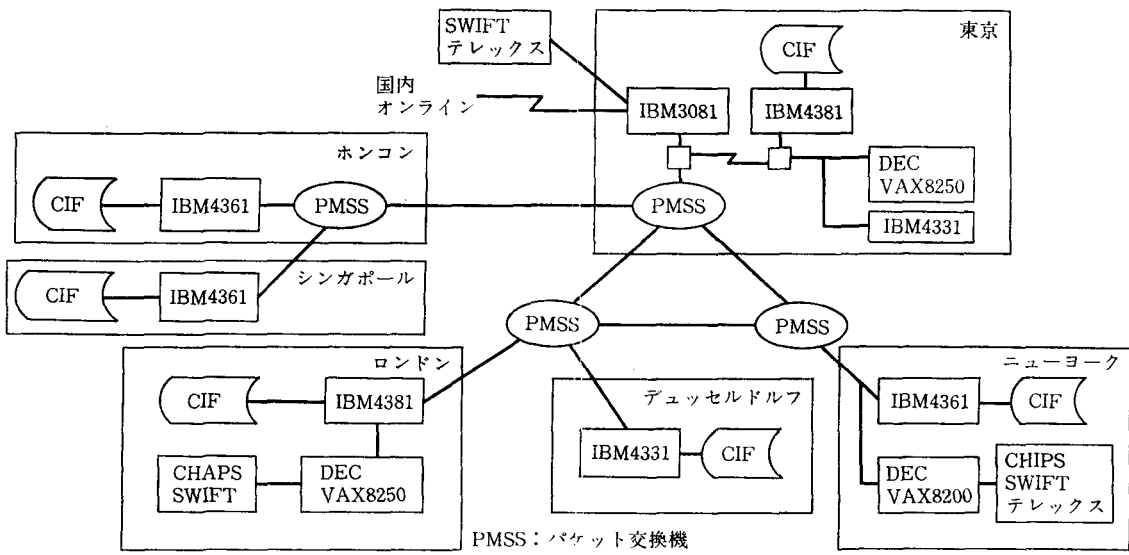 SWIFT
テレックス
東京
CIF
国内
オンライン
IBM3081
IBM4381
DEC
VAX8250
IBM4331
ホンコン
CIF
IBM4361
PMSS
PMSS
シンガポール
CIF
IBM4361
PMSS
PMSS
ロンドン
CIF
IBM4381
CHAPS
SWIFT
DEC
VAX8250
デュッセルドルフ
IBM4331
CIF
ニューヨーク
IBM4361
CIF
DEC
VAX8200
CHIPS
SWIFT
テレックス
PMSS：パケット交換機